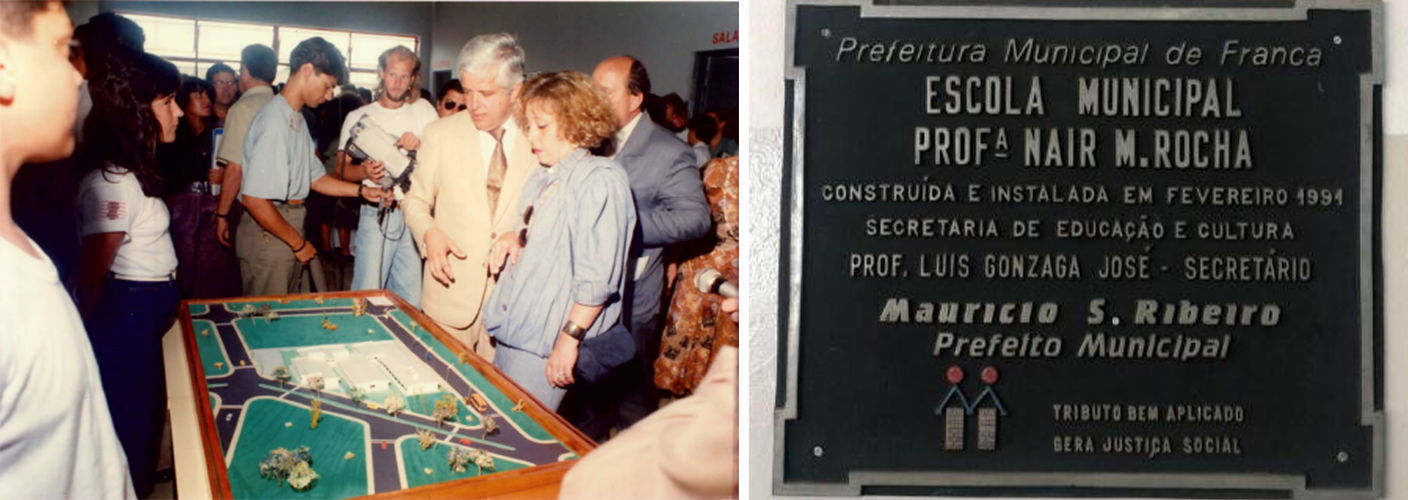 SALA
Prefeitura Municipal de Franca
ESCOLA MUNICIPAL
PROFª NAIR M. ROCHA
CONSTRUÍDA E INSTALADA EM FEVEREIRO 1991
SECRETARIA DE EDUCAÇÃO E CULTURA
PROF. LUIS GONZAGA JOSÉ - SECRETÁRIO
Mauricio S. Ribeiro
Prefeito Municipal
TRIBUTO BEM APLICADO
GERA JUSTIÇA SOCIAL